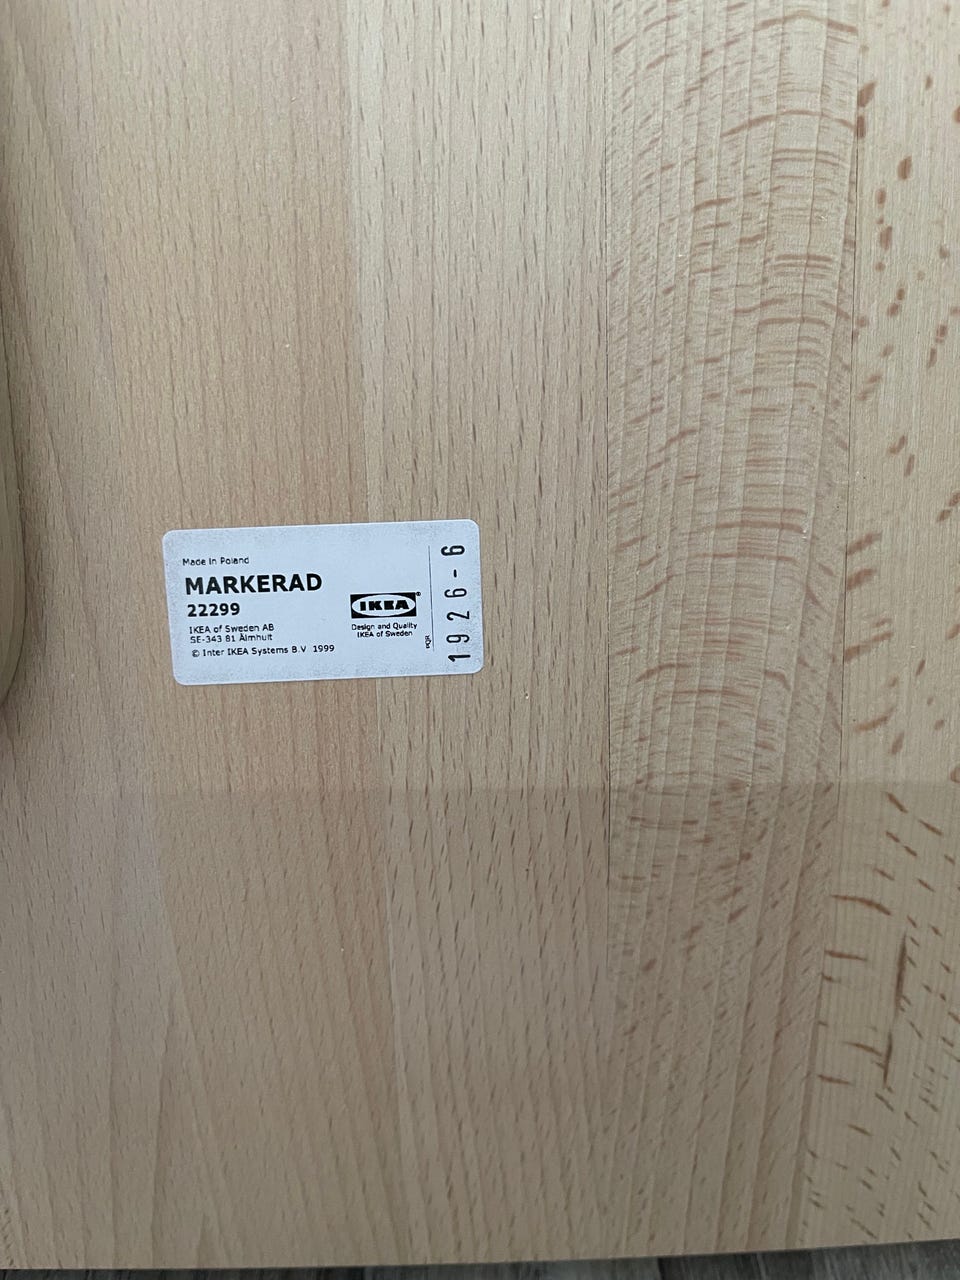 Made in Poland
MARKERAD
22299
IKEA of Sweden AB
SE-343 81 Älmhult
© Inter IKEA Systems B.V 1999
IKEA®
Design and Quality
IKEA of Sweden
PQR
1926-6